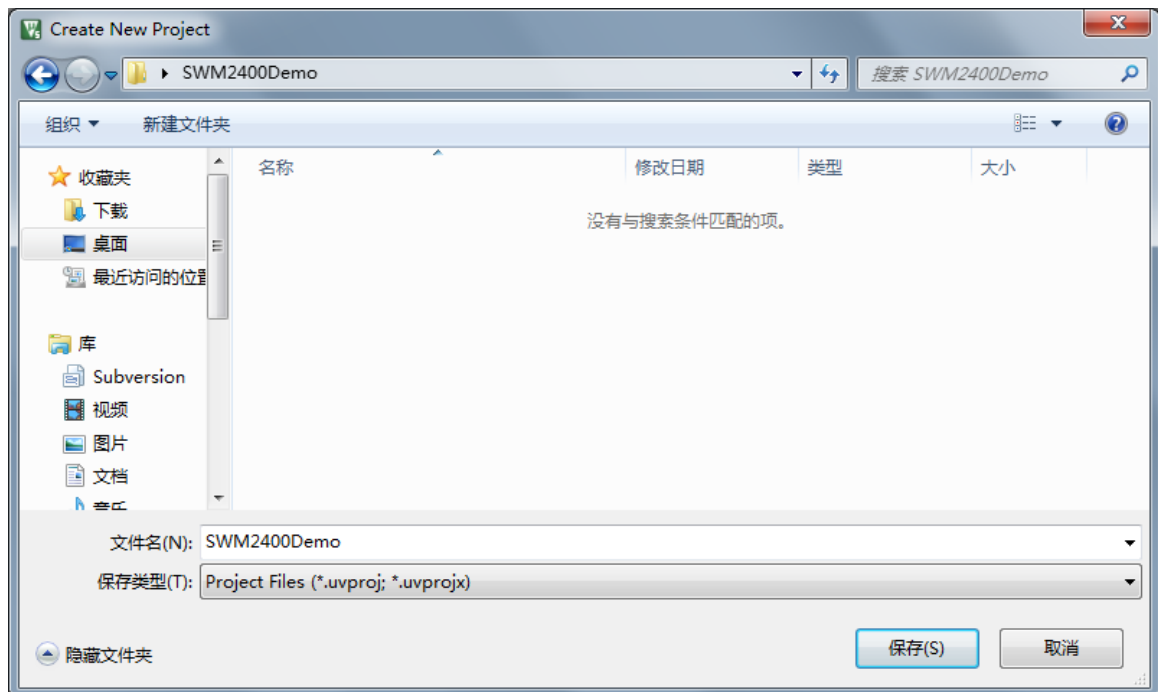 Create New Project
SWM2400Demo
搜索 SWM2400Demo
组织
新建文件夹
名称
修改日期
类型
大小
没有与搜索条件匹配的项。
收藏夹
下载
桌面
最近访问的位置
库
Subversion
视频
图片
文档
音乐
文件名(N): SWM2400Demo
保存类型(T): Project Files (*.uvproj; *.uvprojx)
隐藏文件夹
保存(S)
取消